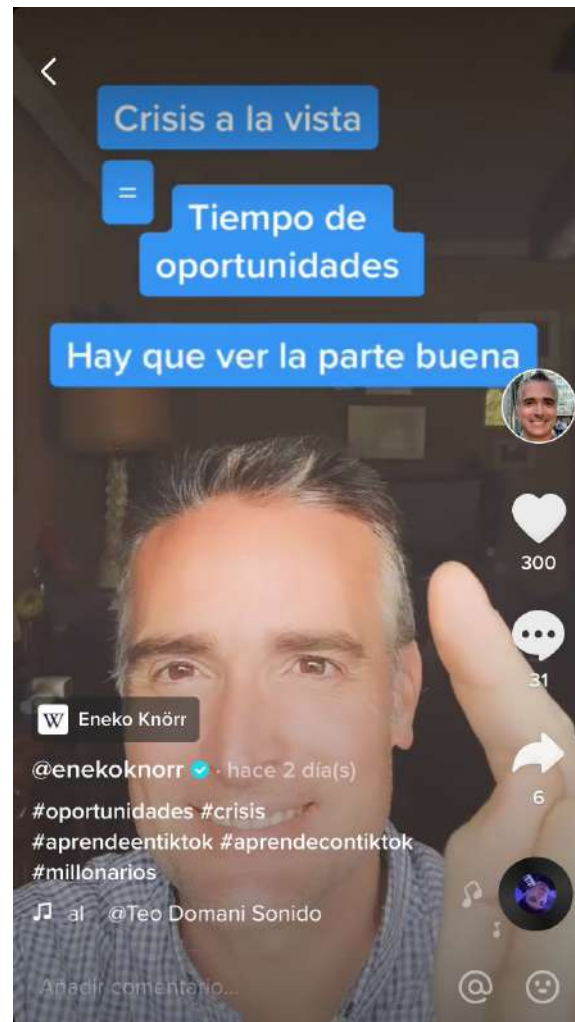 Crisis a la vista
=
Tiempo de
oportunidades
Hay que ver la parte buena
300
31
6
W Eneko Knörr
@enekoknorr · hace 2 día(s)
#oportunidades #crisis
#aprendeentiktok #aprendecontiktok
#millonarios
al @Teo Domani Sonido
Añadir comentario...
@